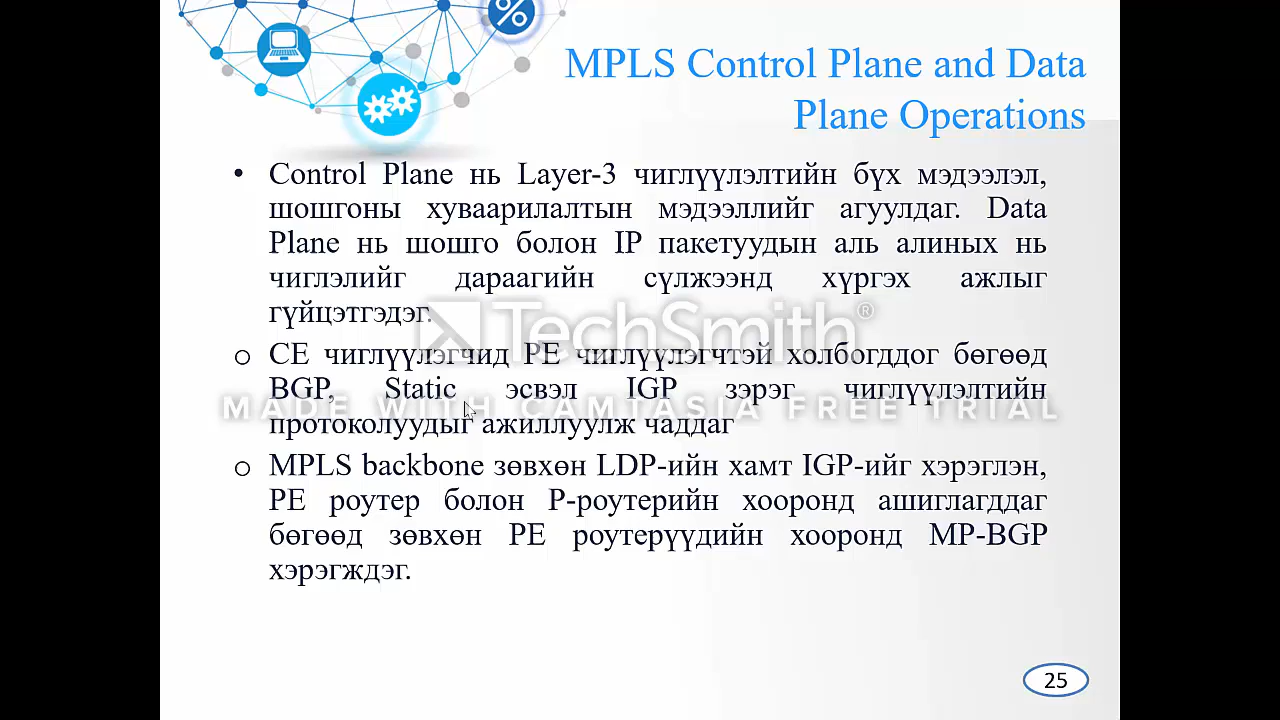 MPLS Control Plane and Data
Plane Operations
• Control Plane нь Layer-3 чиглүүлэлтийн бүх мэдээлэл,
шошгоны хуваарилалтын мэдээллийг агуулдаг. Data
Plane нь шошго болон IP пакетуудын аль алиных нь
чиглэлийг дараагийн сүлжээнд хүргэх ажлыг
гүйцэтгэдэг.
TechSmith®
o CE чиглүүлэгчид PE чиглүүлэгчтэй холбогддог бөгөөд
BGP, Static эсвэл IGP зэрэг чиглүүлэлтийн
MADE WITH CAMTASIA FREE TRIAL
протоколуудыг ажиллуулж чаддаг
o MPLS backbone зөвхөн LDP-ийн хамт IGP-ийг хэрэглэн,
PE роутер болон P-роутерийн хооронд ашиглагддаг
бөгөөд зөвхөн PE роутерүүдийн хооронд MP-BGP
хэрэгждэг.
25